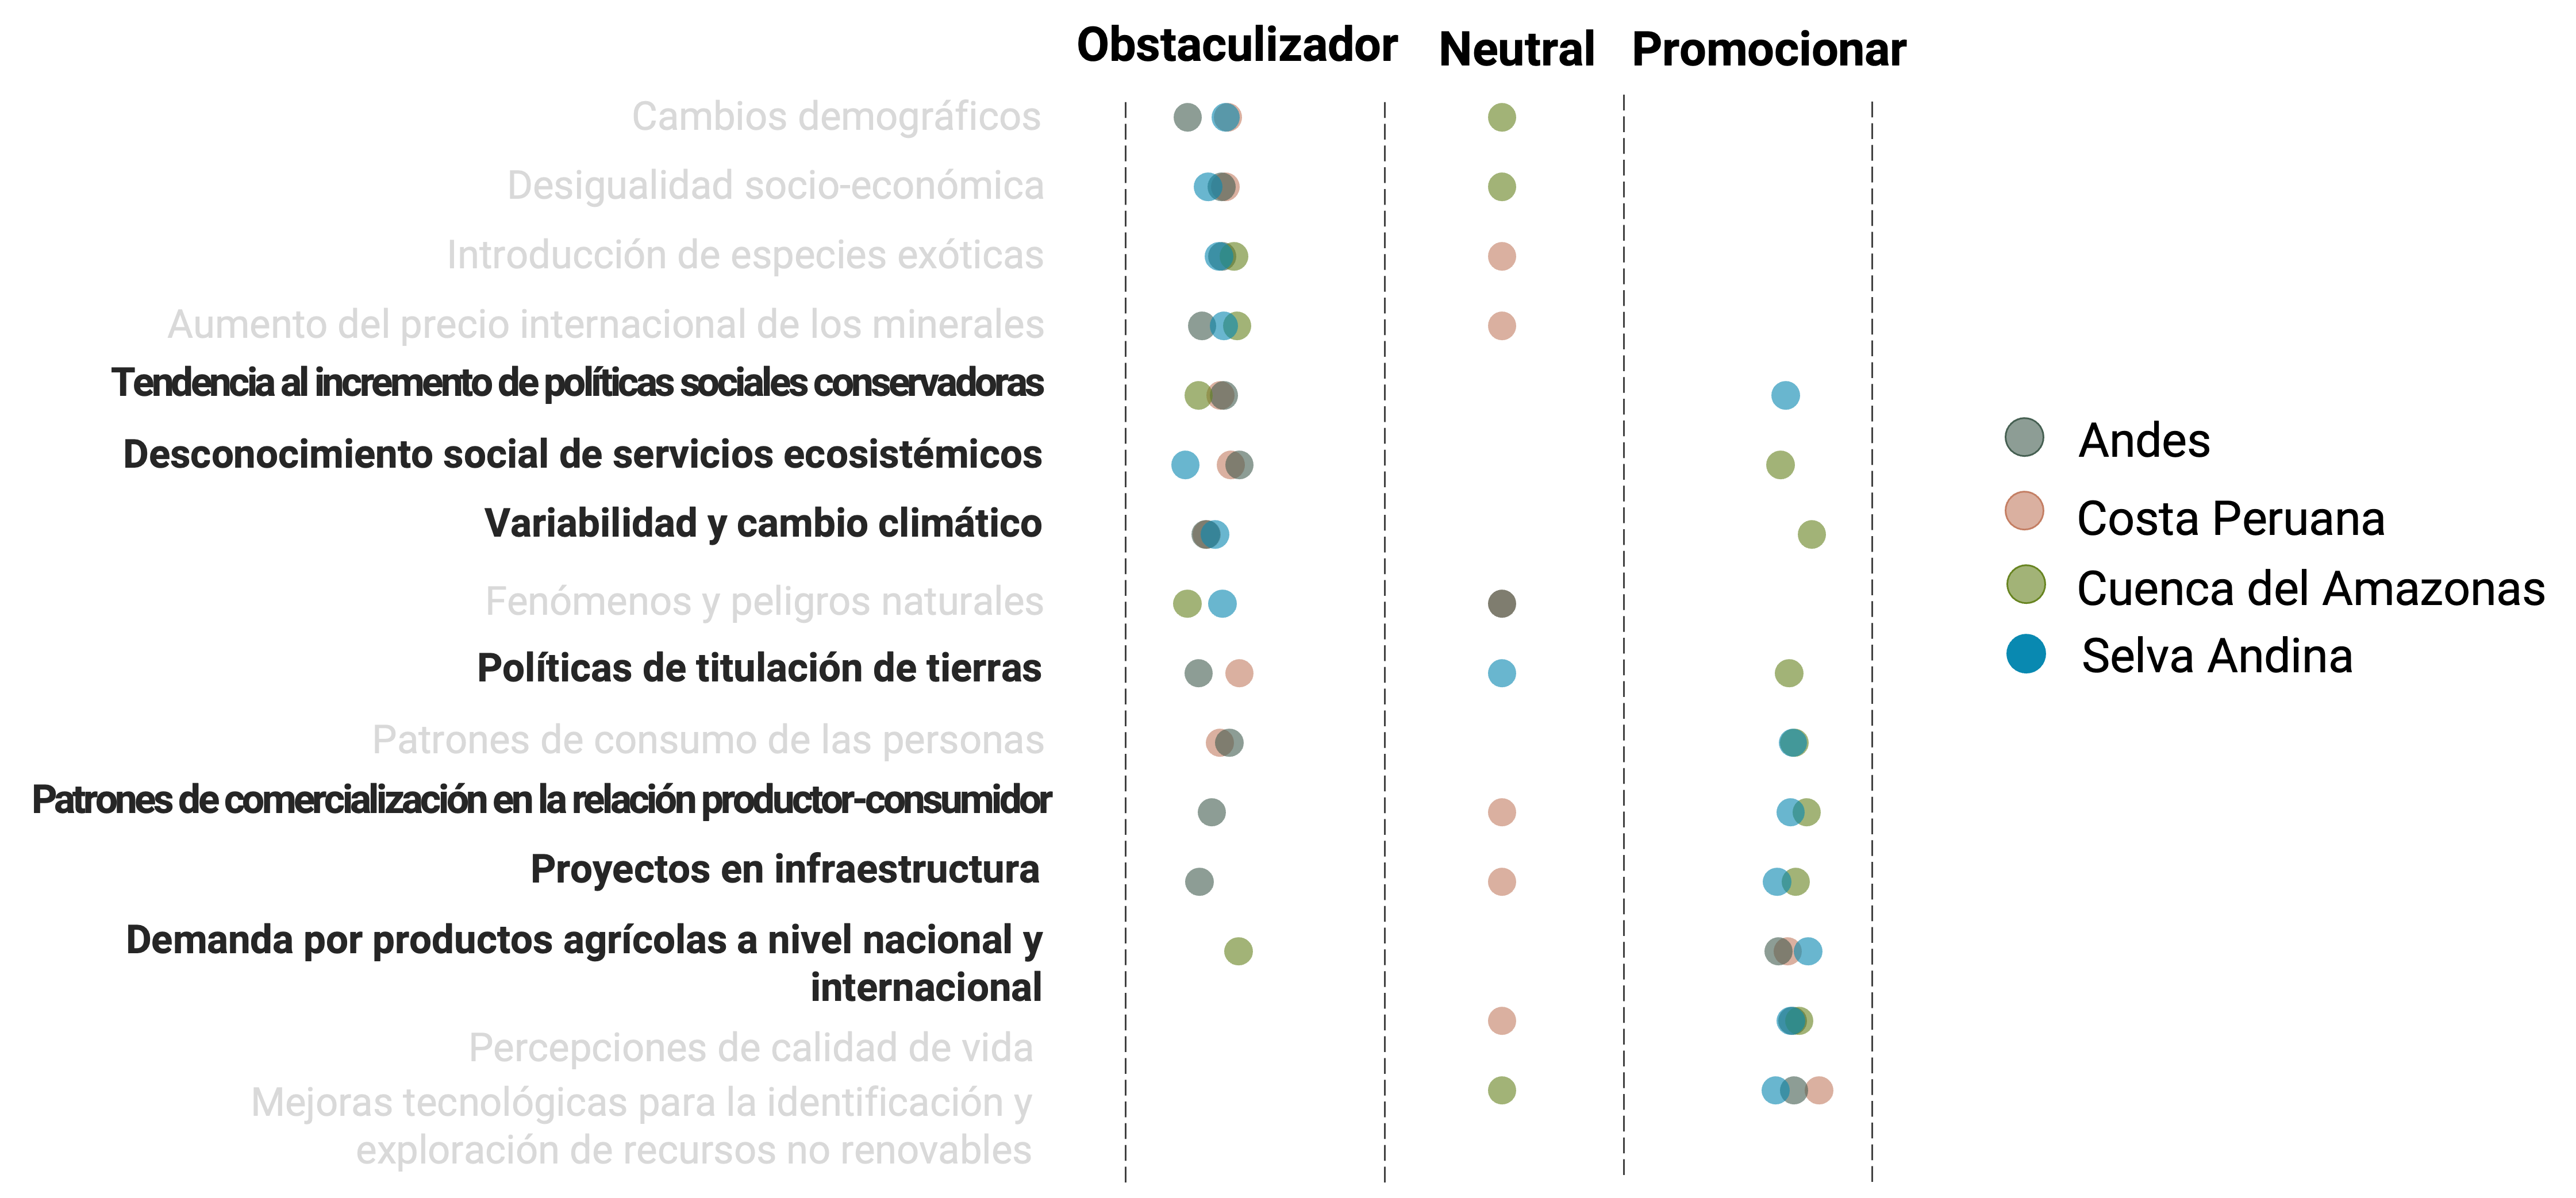 Obstaculizador Neutral Promocionar
Cambios demográficos
Desigualdad socio-económica
Introducción de especies exóticas
Aumento del precio internacional de los minerales
Tendencia al incremento de políticas sociales conservadoras
Desconocimiento social de servicios ecosistémicos
Variabilidad y cambio climático
Fenómenos y peligros naturales
Políticas de titulación de tierras
Patrones de consumo de las personas
Patrones de comercialización en la relación productor-consumidor
Proyectos en infraestructura
Demanda por productos agrícolas a nivel nacional y
internacional
Percepciones de calidad de vida
Mejoras tecnológicas para la identificación y
exploración de recursos no renovables
Andes
Costa Peruana
Cuenca del Amazonas
Selva Andina